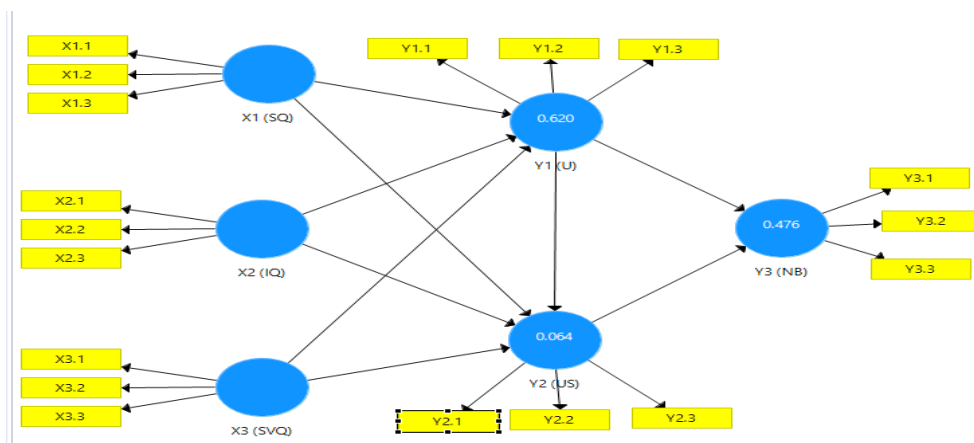 X1.1
X1.2
X1.3
X1 (SQ)
Y1.1
Y1.2
Y1.3
0.620
Y1 (U)
X2.1
X2.2
X2.3
X2 (IQ)
Y3.1
Y3.2
Y3.3
0.476
Y3 (NB)
X3.1
X3.2
X3.3
X3 (SVQ)
0.064
Y2 (US)
Y2.1
Y2.2
Y2.3